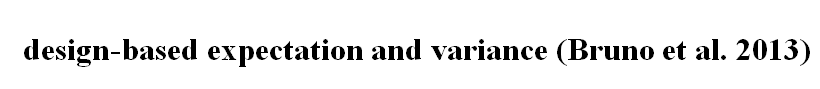 design-based expectation and variance (Bruno et al. 2013)